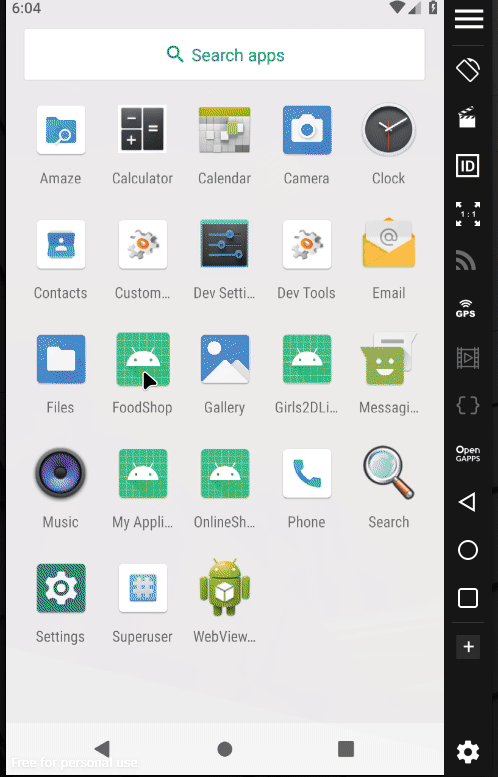 6:04
Search apps
Amaze
Calculator
Calendar
Camera
Clock
Contacts
Custom...
Dev Setti...
Dev Tools
Email
Files
FoodShop
Gallery
Girls2DLi...
Messagi...
Music
My Appli...
OnlineSh...
Phone
Search
Settings
Superuser
WebView...
Free for personal use
ID
1:1
GPS
Open
GAPPS